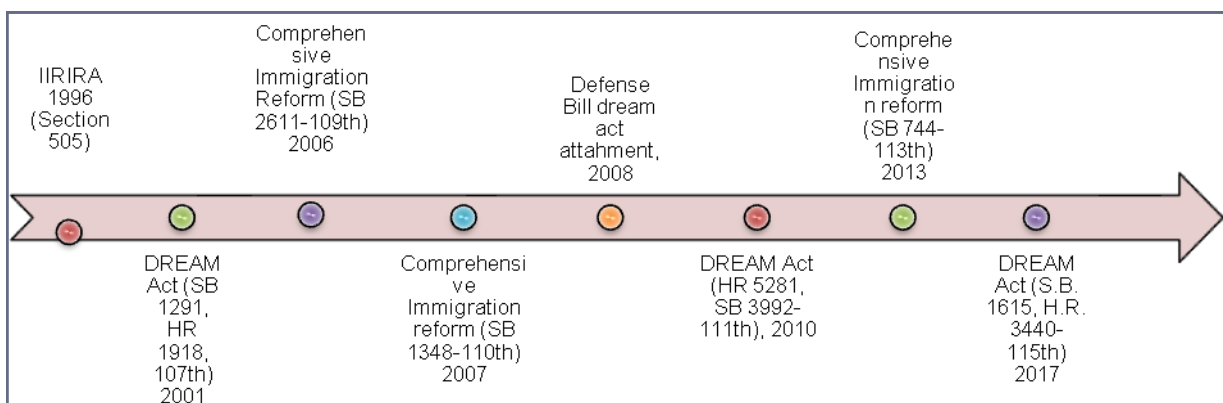 IIRIRA
1996
(Section
505)
DREAM
Act (SB
1291,
HR
1918,
107th)
2001
Comprehen
sive
Immigration
Reform (SB
2611-109th)
2006
Comprehensi
ve
Immigration
reform (SB
1348-110th)
2007
Defense
Bill dream
act
attahment,
2008
DREAM Act
(HR 5281,
SB 3992-
111th), 2010
Comprehe
nsive
Immigratio
n reform
(SB 744-
113th)
2013
DREAM
Act (S.B.
1615, H.R.
3440-
115th)
2017